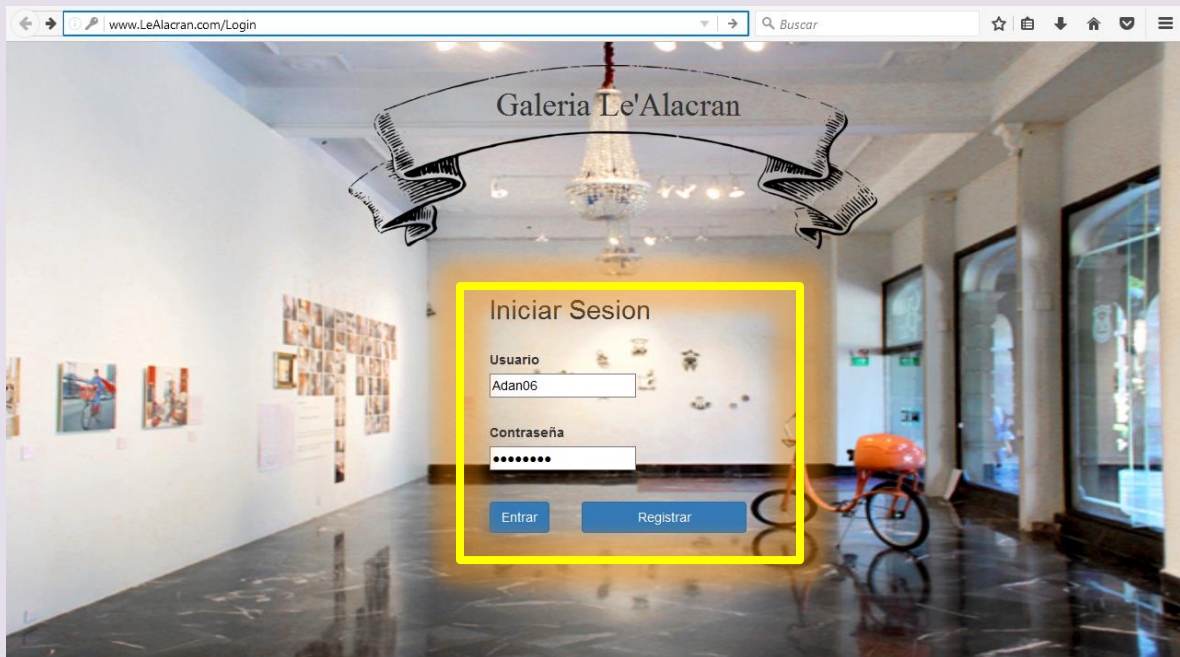 www.LeAlacran.com/Login
Buscar
Galeria Le'Alacran
Iniciar Sesion
Usuario
Adan06
Contraseña
••••••••
Entrar Registrar